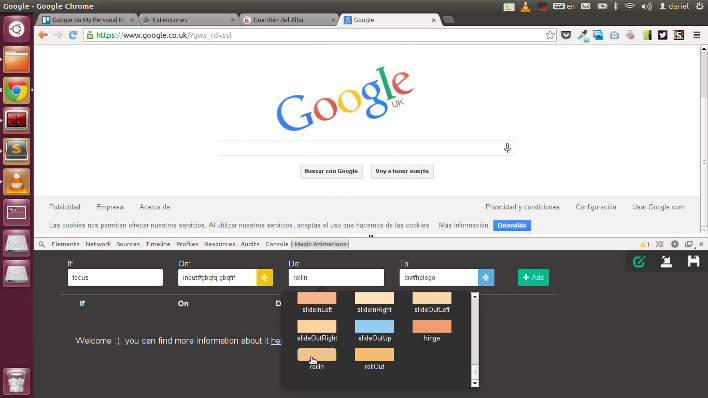 Google - Google Chrome
en
dariel
Google on My Personal B
Extensiones
Guardián del Alba
Google
https://www.google.co.uk/?gws_rd=ssl
Google
UK
Buscar con Google
Voy a tener suerte
Publicidad Empresa Acerca de Privacidad y condiciones Configuración Usar Google.com
Las cookies nos permiten ofrecer nuestros servicios. Al utilizar nuestros servicios, aceptas el uso que hacemos de las cookies. Más información Entendido
Elements Network Sources Timeline Profiles Resources Audits Console Magic Animations 1
If: On: Do: To:
focus input#gbqfq.gbqfif rollIn div#hplogo + Add
If On D
slideInLeft slideInRight slideOutLeft
slideOutRight slideOutUp hinge
Welcome :), you can find more information about it he
rollIn rollOut